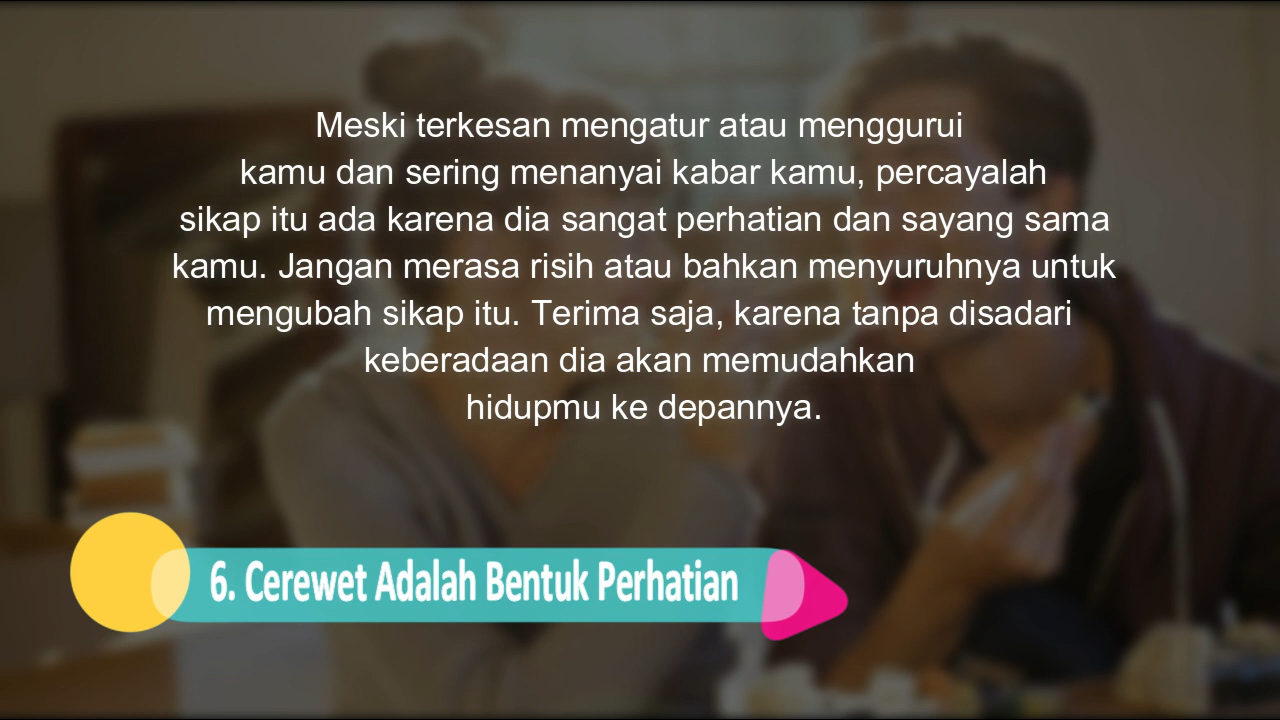 Meski terkesan mengatur atau menggurui
kamu dan sering menanyai kabar kamu, percayalah
sikap itu ada karena dia sangat perhatian dan sayang sama
kamu. Jangan merasa risih atau bahkan menyuruhnya untuk
mengubah sikap itu. Terima saja, karena tanpa disadari
keberadaan dia akan memudahkan
hidupmu ke depannya.
6. Cerewet Adalah Bentuk Perhatian